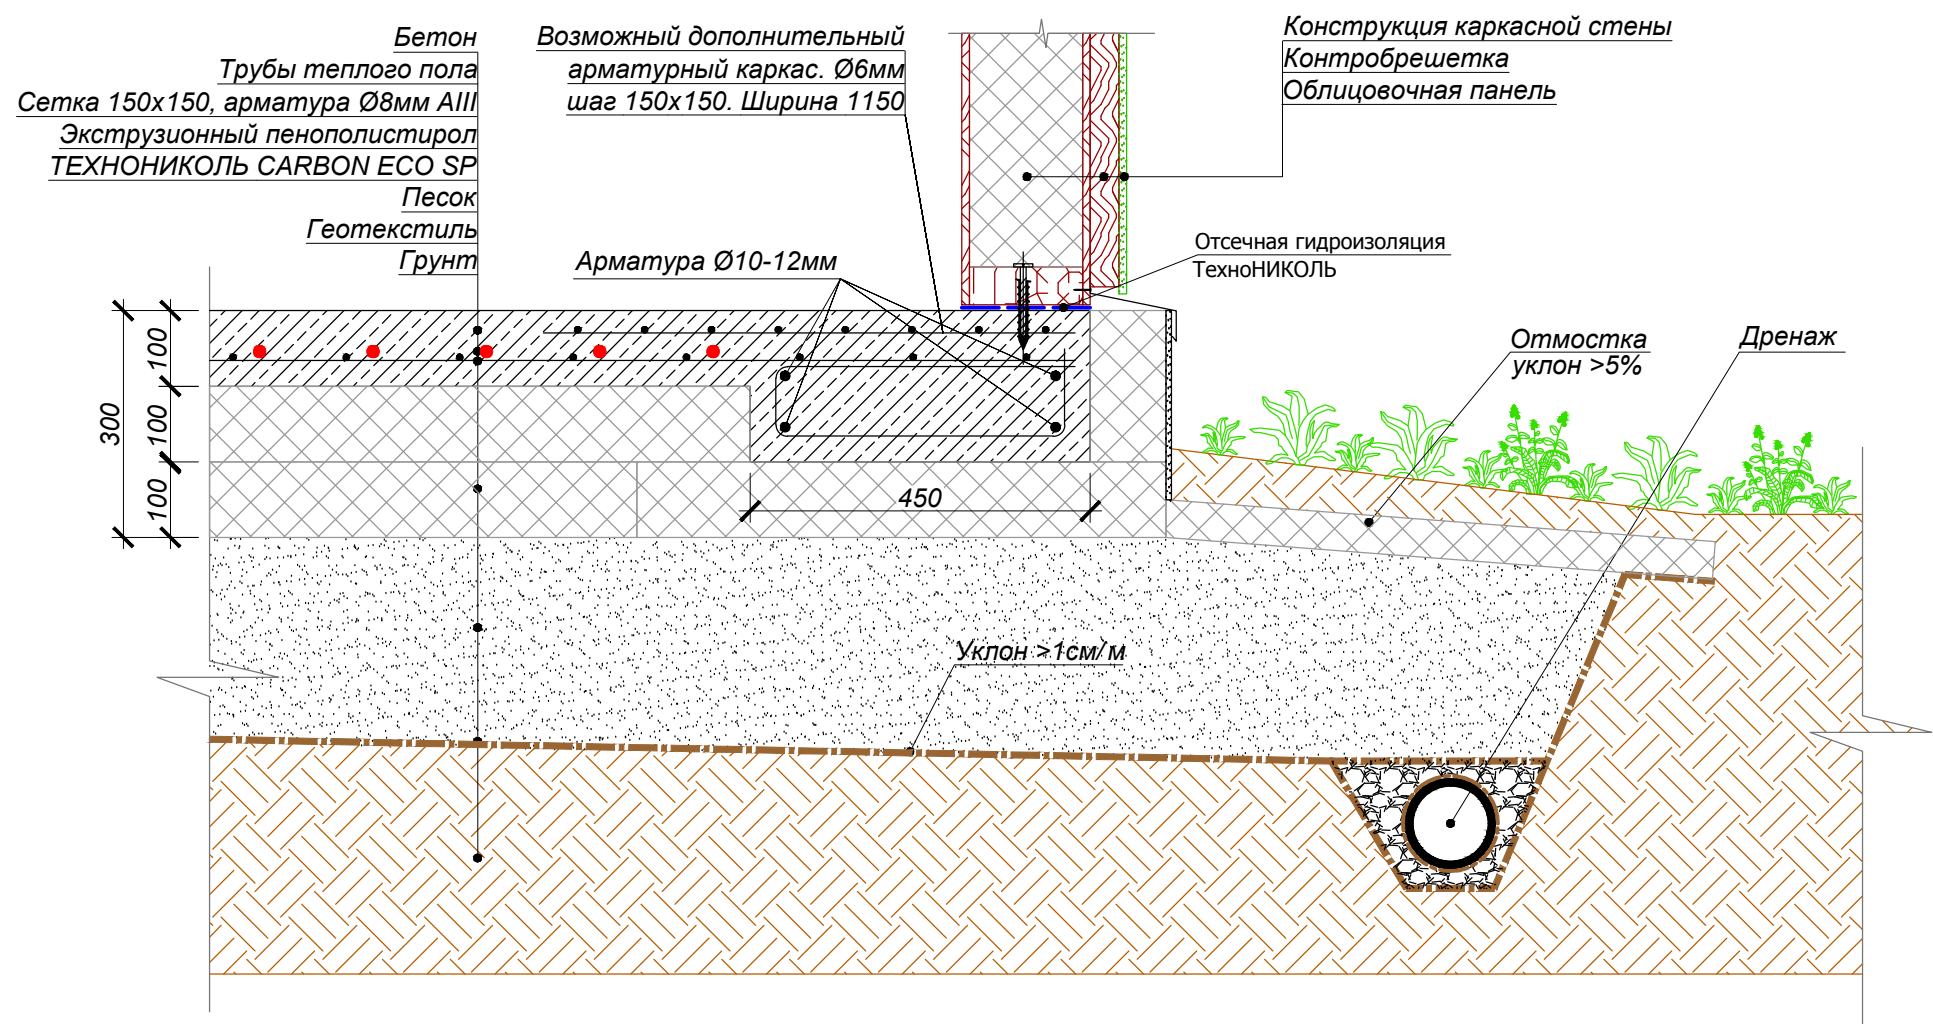 Бетон
Трубы теплого пола
Сетка 150х150, арматура Ø8мм АIII
Экструзионный пенополистирол
ТЕХНОНИКОЛЬ CARBON ECO SP
Песок
Геотекстиль
Грунт
Возможный дополнительный
арматурный каркас. Ø6мм
шаг 150х150. Ширина 1150
Арматура Ø10-12мм
Конструкция каркасной стены
Контробрешетка
Облицовочная панель
Отсечная гидроизоляция
ТехноНИКОЛЬ
Отмостка
уклон >5%
Дренаж
300
100
100
100
450
Уклон >1см/м